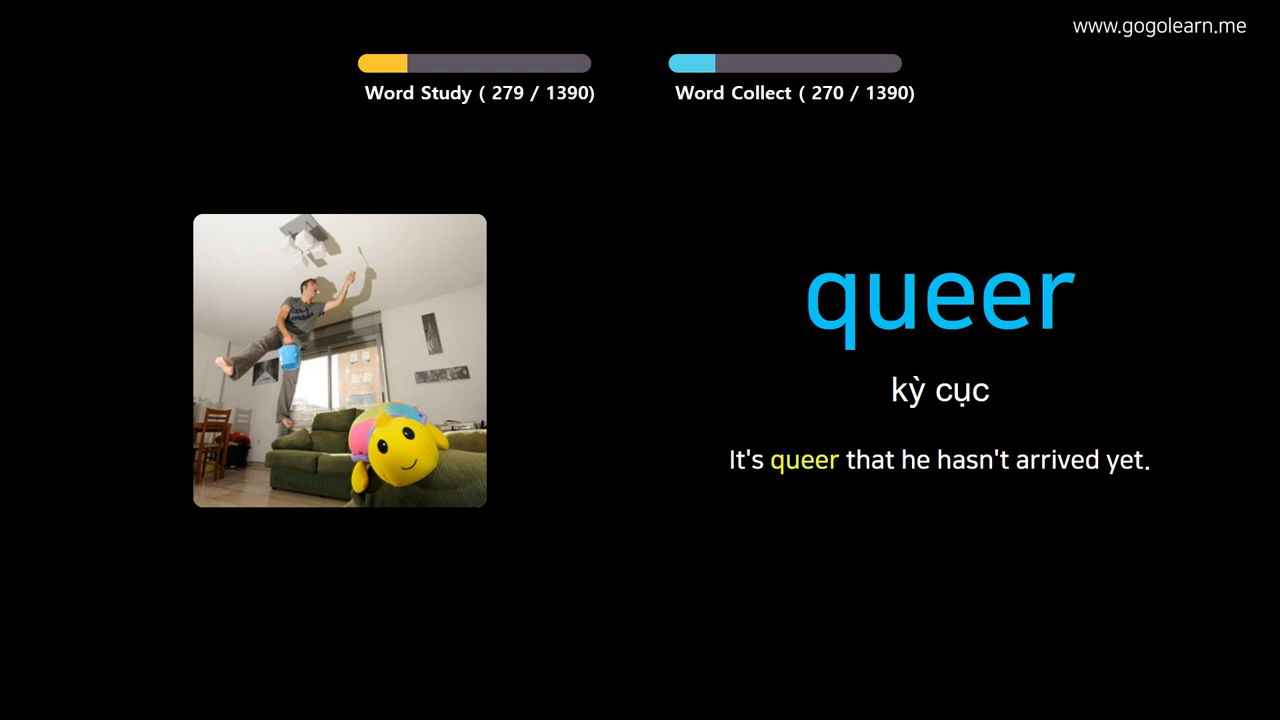 www.gogolearn.me
Word Study ( 279 / 1390)
Word Collect ( 270 / 1390)
queer
kỳ cục
It's queer that he hasn't arrived yet.